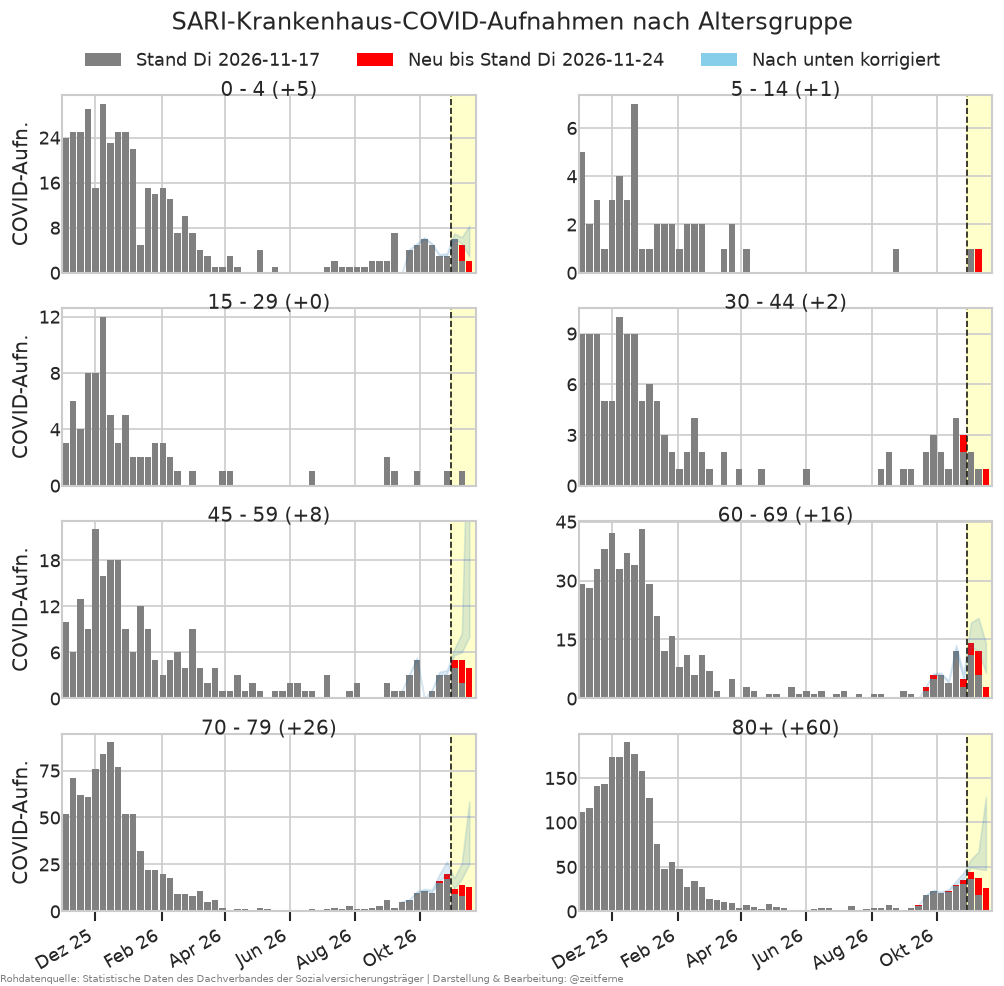 SARI-Krankenhaus-COVID-Aufnahmen nach Altersgruppe
Stand Di 2026-11-17 Neu bis Stand Di 2026-11-24 Nach unten korrigiert
0 - 4 (+5) 5 - 14 (+1)
COVID-Aufn.
24
16
8
0
6
4
2
0
15 - 29 (+0) 30 - 44 (+2)
COVID-Aufn.
12
8
4
0
9
6
3
0
45 - 59 (+8) 60 - 69 (+16)
COVID-Aufn.
18
12
6
0
45
30
15
0
70 - 79 (+26) 80+ (+60)
COVID-Aufn.
75
50
25
0
150
100
50
0
Dez 25 Feb 26 Apr 26 Jun 26 Aug 26 Okt 26 Dez 25 Feb 26 Apr 26 Jun 26 Aug 26 Okt 26
Rohdatenquelle: Statistische Daten des Dachverbandes der Sozialversicherungsträger | Darstellung & Bearbeitung: @zeitferne